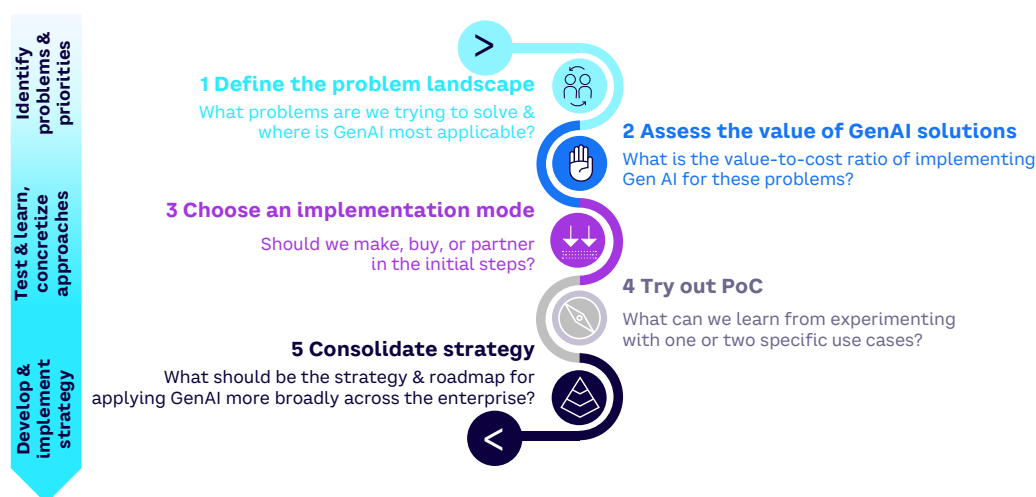 Identify
problems &
priorities
Test & learn,
concretize
approaches
Develop &
implement
strategy
>
1 Define the problem landscape
What problems are we trying to solve &
where is GenAI most applicable?
2 Assess the value of GenAI solutions
What is the value-to-cost ratio of implementing
Gen AI for these problems?
3 Choose an implementation mode
Should we make, buy, or partner
in the initial steps?
4 Try out PoC
What can we learn from experimenting
with one or two specific use cases?
5 Consolidate strategy
What should be the strategy & roadmap for
applying GenAI more broadly across the enterprise?
<